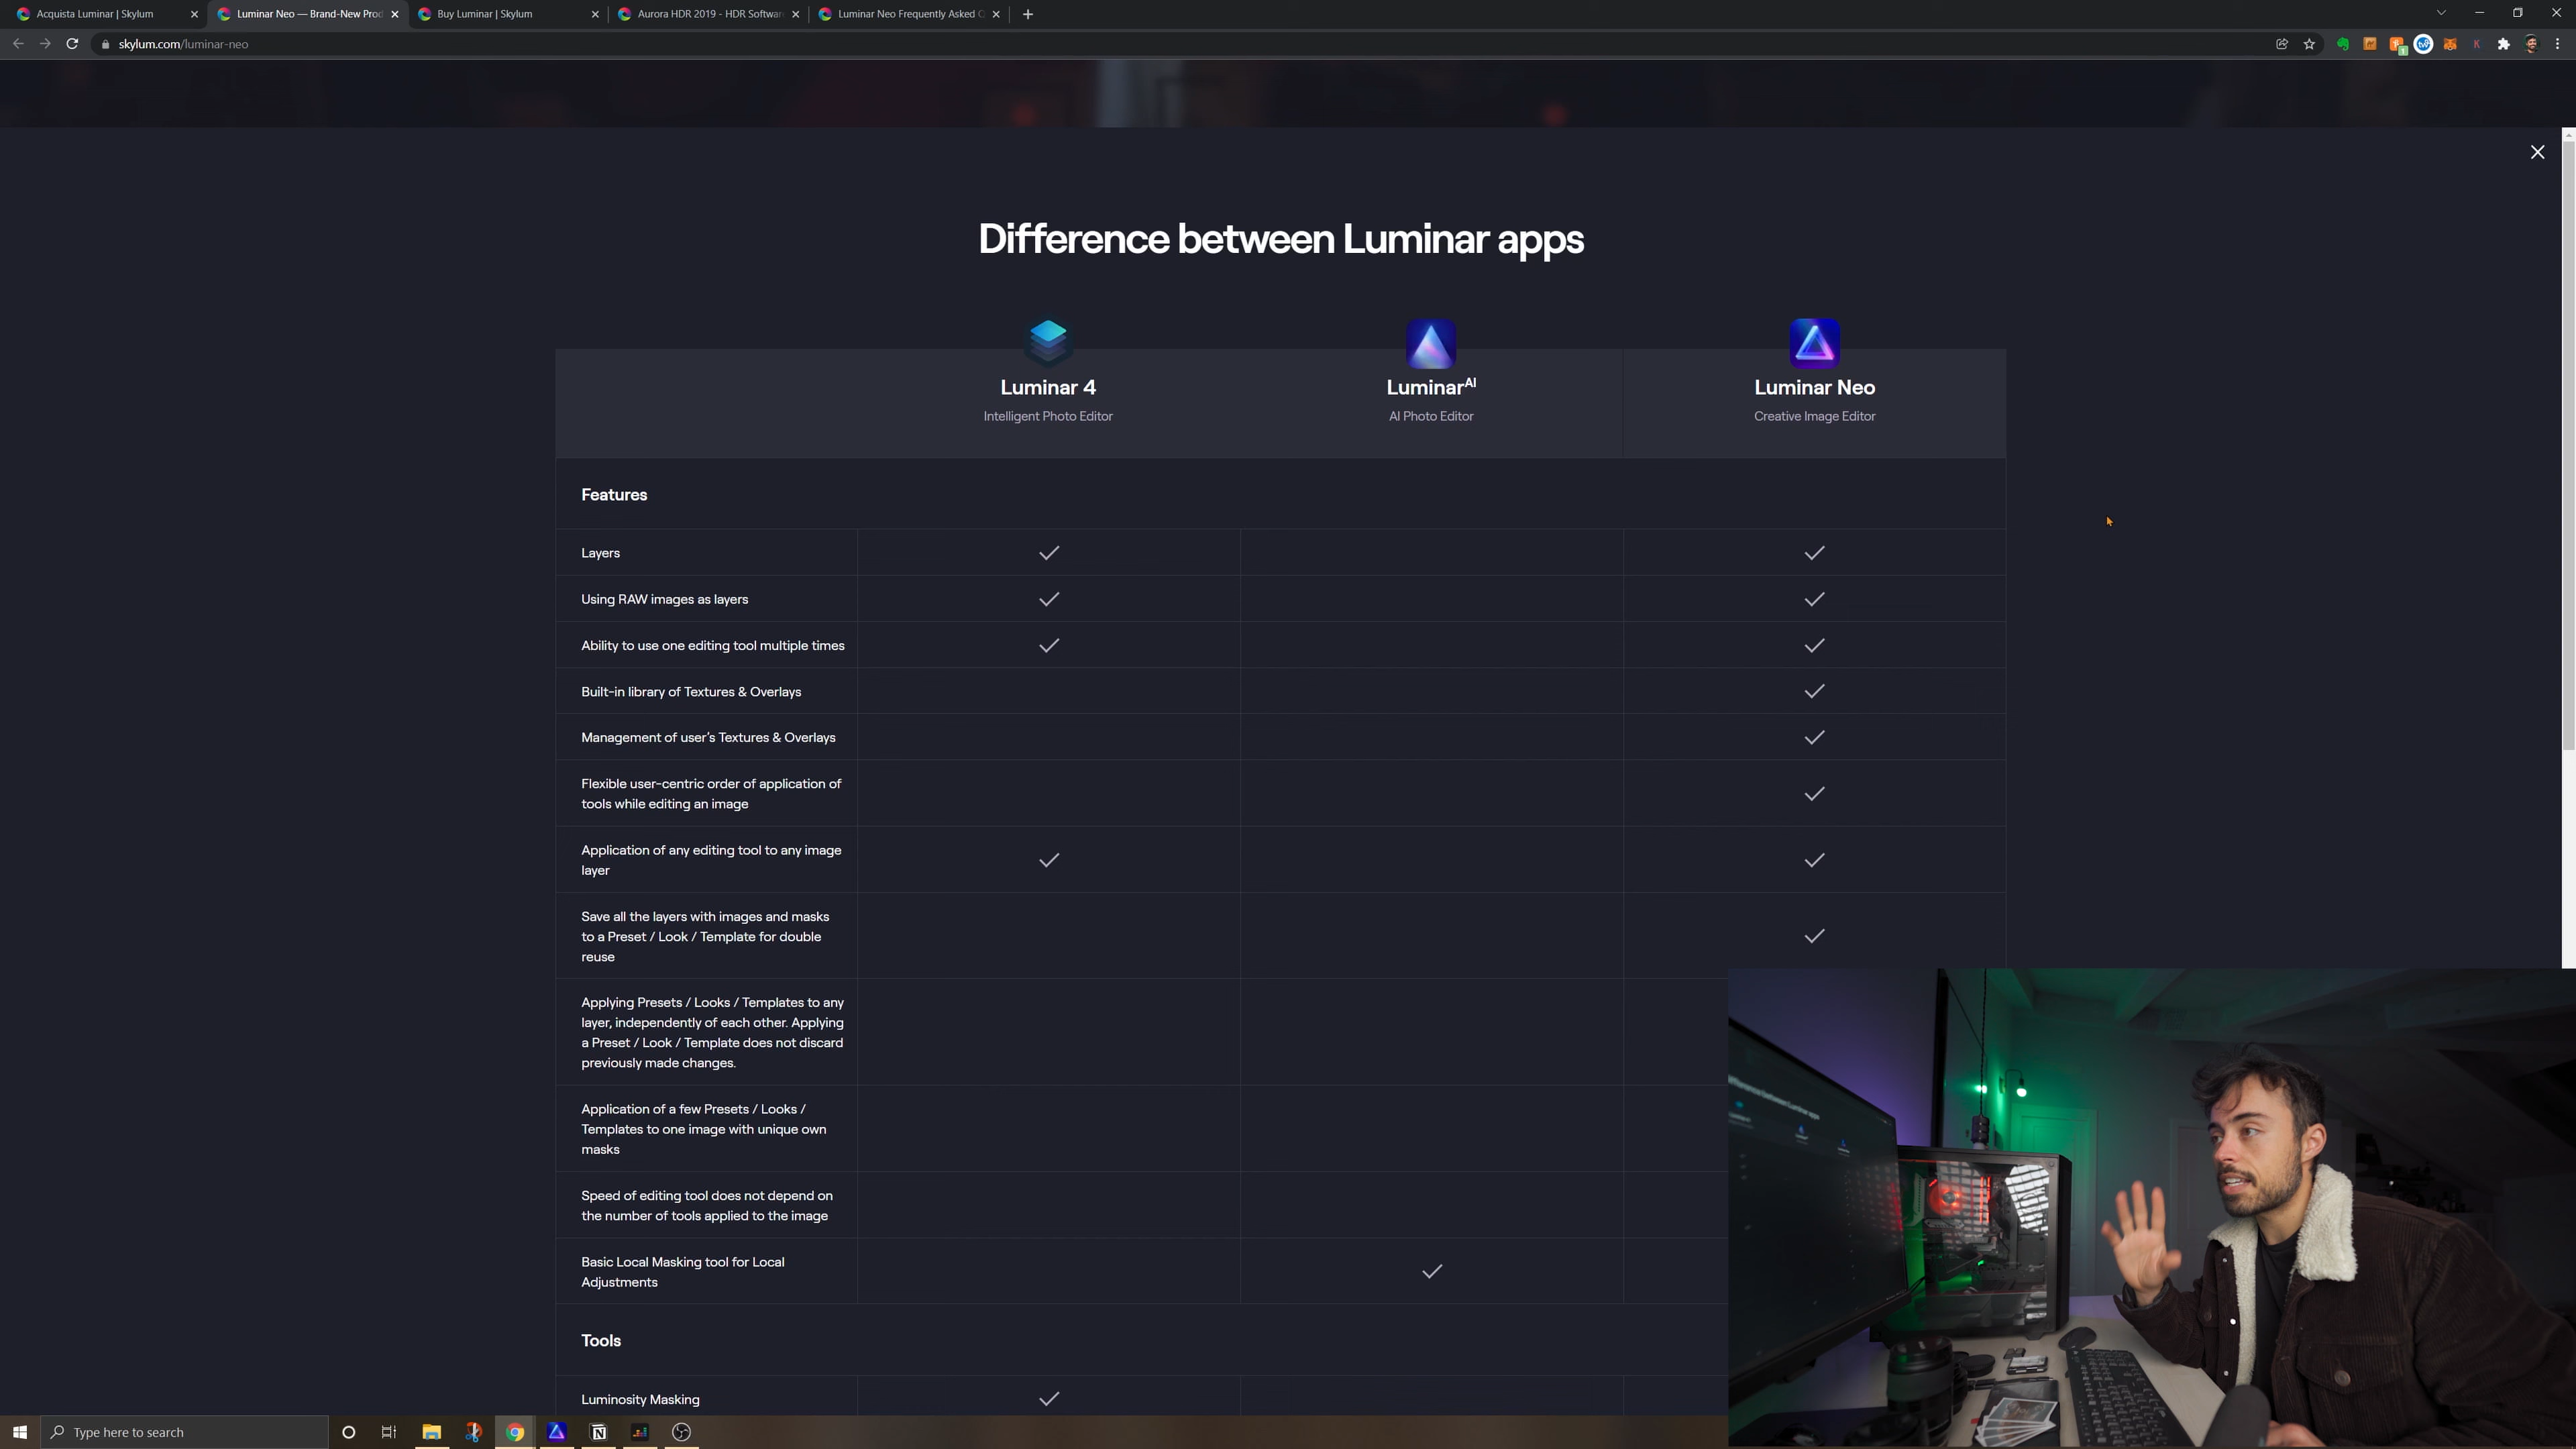 Acquista Luminar | Skylum
Luminar Neo — Brand-New Prod
Buy Luminar | Skylum
Aurora HDR 2019 - HDR Softwar
Luminar Neo Frequently Asked Q
skylum.com/luminar-neo
Difference between Luminar apps
Luminar 4
Intelligent Photo Editor
LuminarAI
AI Photo Editor
Luminar Neo
Creative Image Editor
Features
Layers
Using RAW images as layers
Ability to use one editing tool multiple times
Built-in library of Textures & Overlays
Management of user's Textures & Overlays
Flexible user-centric order of application of
tools while editing an image
Application of any editing tool to any image
layer
Save all the layers with images and masks
to a Preset / Look / Template for double
reuse
Applying Presets / Looks / Templates to any
layer, independently of each other. Applying
a Preset / Look / Template does not discard
previously made changes.
Application of a few Presets / Looks /
Templates to one image with unique own
masks
Speed of editing tool does not depend on
the number of tools applied to the image
Basic Local Masking tool for Local
Adjustments
Tools
Luminosity Masking
Type here to search